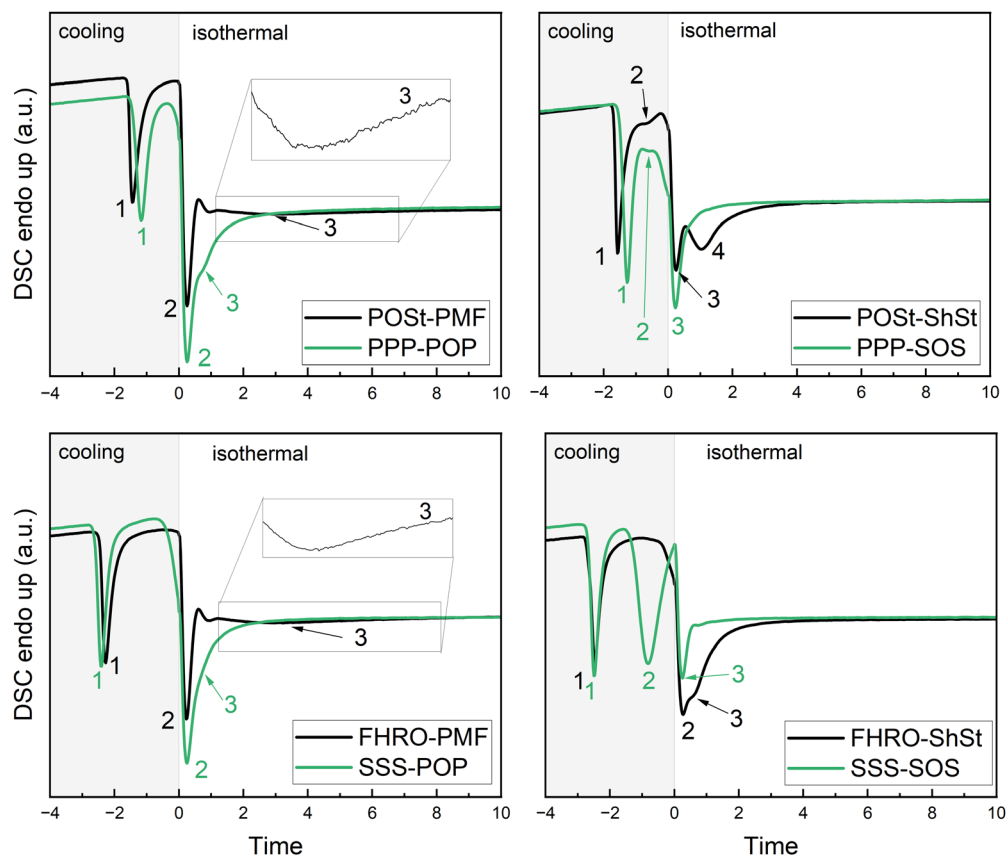 cooling
isothermal
3
1
1
2
3
2
3
POSt-PMF
PPP-POP
DSC endo up (a.u.)
−4 −2 0 2 4 6 8 10
cooling
isothermal
2
1
1
2
3
3
4
POSt-ShSt
PPP-SOS
−4 −2 0 2 4 6 8 10
cooling
isothermal
3
1
1
2
3
2
3
FHRO-PMF
SSS-POP
DSC endo up (a.u.)
−4 −2 0 2 4 6 8 10
Time
cooling
isothermal
1
1
2
3
2
3
FHRO-ShSt
SSS-SOS
−4 −2 0 2 4 6 8 10
Time